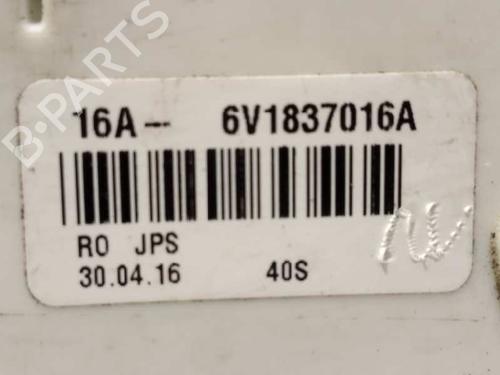 B-PARTS
16A-- 6V1837016A
RO JPS
30.04.16 40S